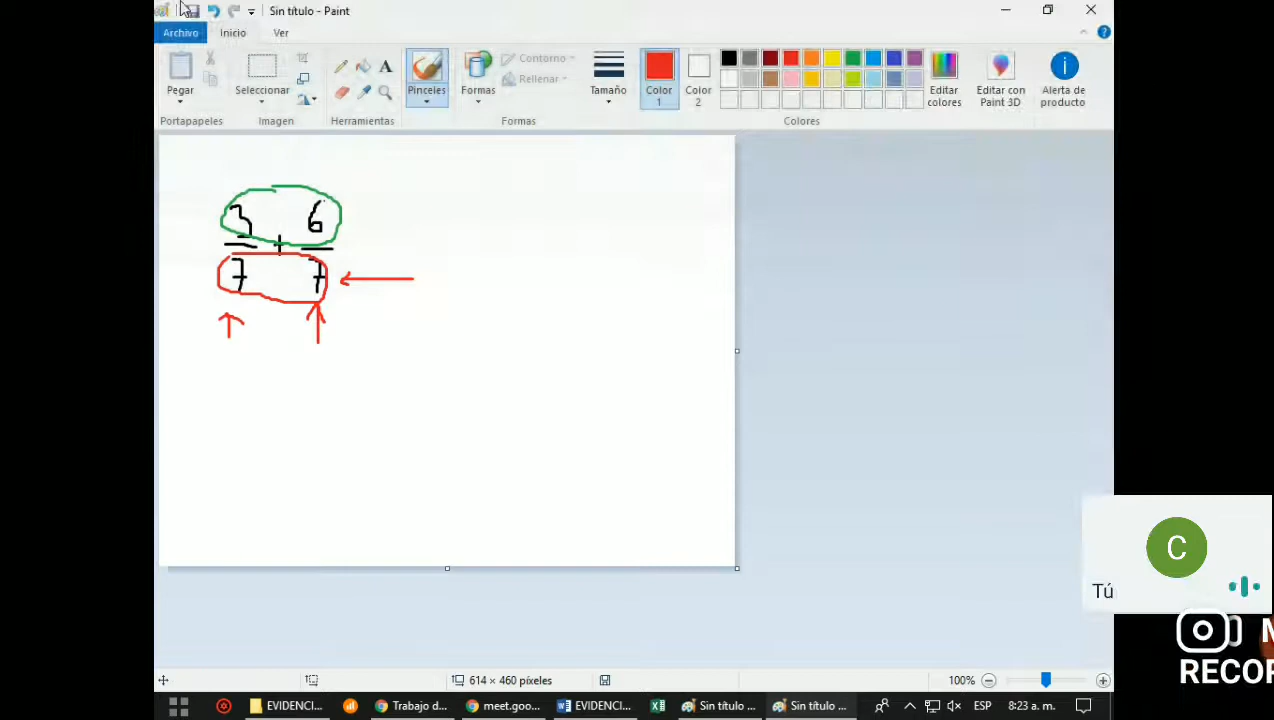 Sin título - Paint
Archivo Inicio Ver
Pegar
Seleccionar
A
Pinceles
Formas
Contorno
Rellenar
Tamaño
Color 1
Color 2
Editar colores
Editar con Paint 3D
Alerta de producto
Portapapeles Imagen Herramientas Formas Colores
3 6
+
7 7
C
Tú
RECOR
614 × 460 píxeles 100%
EVIDENCI... Trabajo d... meet.goo... EVIDENCI... Sin título ... Sin título ... ESP 8:23 a. m.